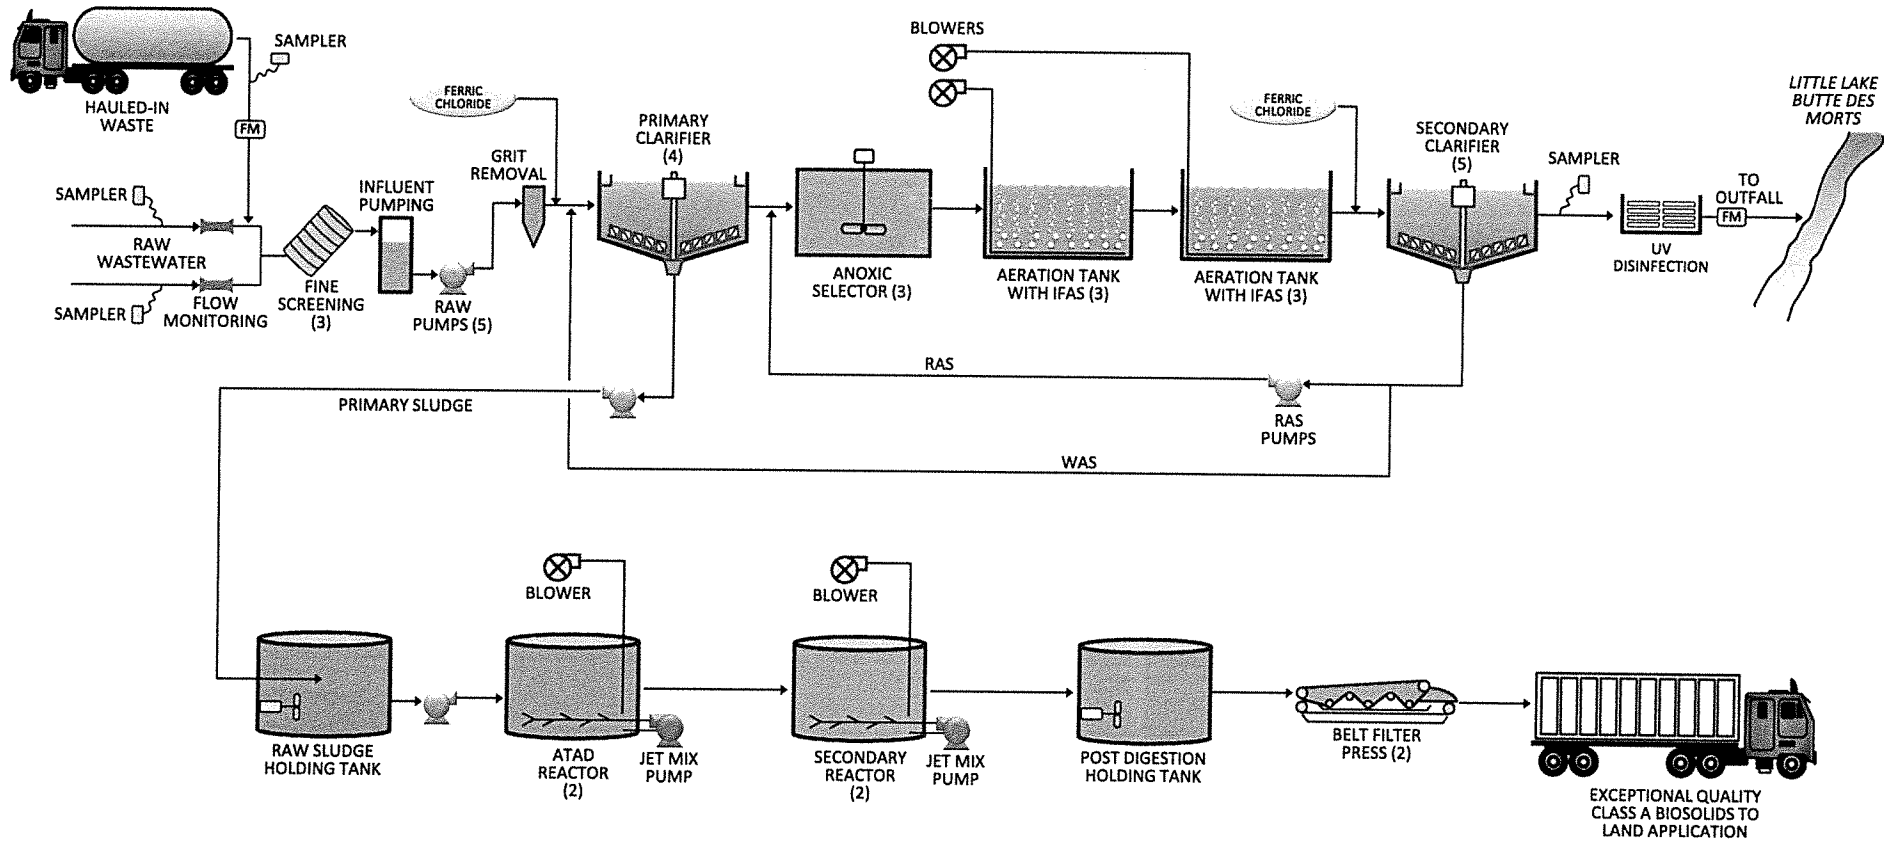 SAMPLER
HAULED-IN
WASTE
FM
SAMPLER
RAW
WASTEWATER
SAMPLER
FLOW
MONITORING
FINE
SCREENING
(3)
INFLUENT
PUMPING
RAW
PUMPS (5)
GRIT
REMOVAL
FERRIC
CHLORIDE
PRIMARY
CLARIFIER
(4)
ANOXIC
SELECTOR (3)
BLOWERS
AERATION TANK
WITH IFAS (3)
AERATION TANK
WITH IFAS (3)
FERRIC
CHLORIDE
SECONDARY
CLARIFIER
(5)
SAMPLER
UV
DISINFECTION
TO
OUTFALL
FM
LITTLE LAKE
BUTTE DES
MORTS
RAS
RAS
PUMPS
WAS
PRIMARY SLUDGE
RAW SLUDGE
HOLDING TANK
BLOWER
ATAD
REACTOR
(2)
JET MIX
PUMP
BLOWER
SECONDARY
REACTOR
(2)
JET MIX
PUMP
POST DIGESTION
HOLDING TANK
BELT FILTER
PRESS (2)
EXCEPTIONAL QUALITY
CLASS A BIOSOLIDS TO
LAND APPLICATION